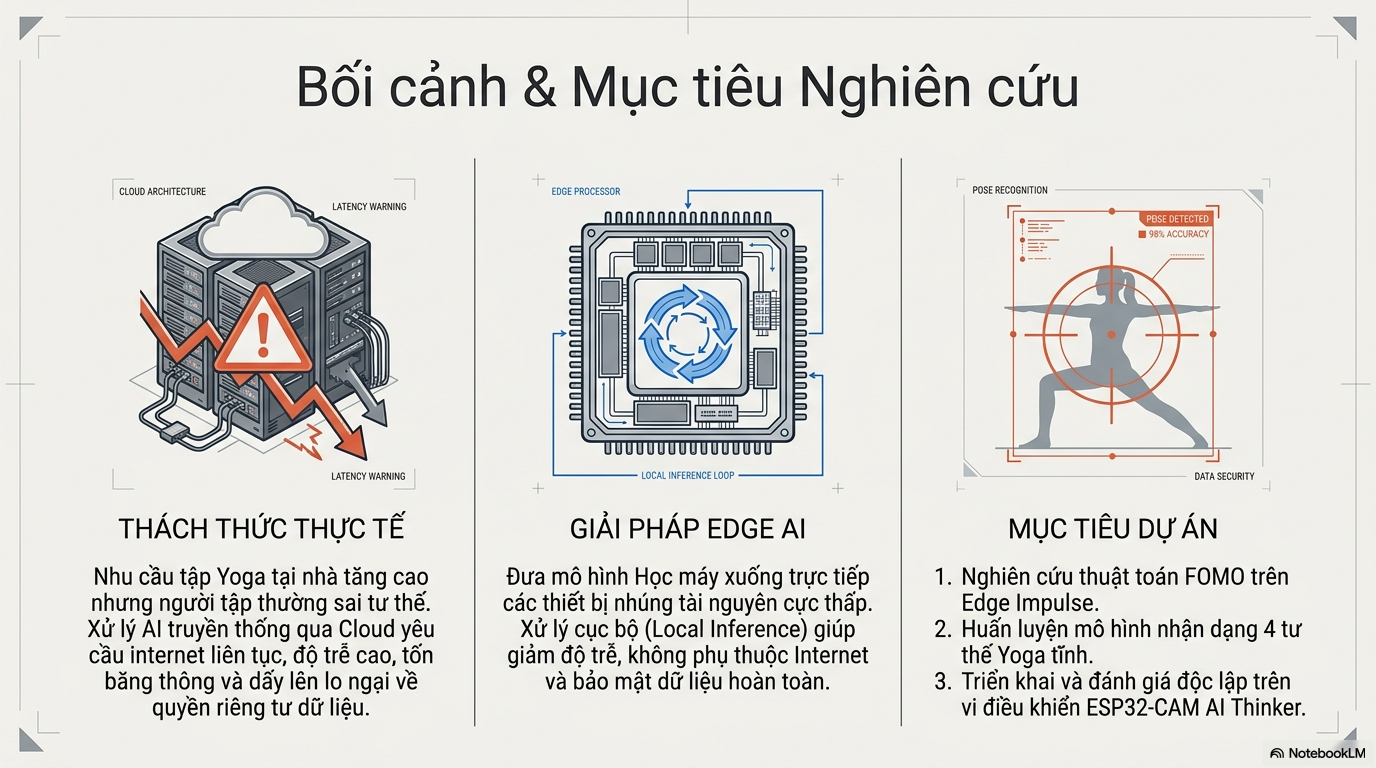 Bối cảnh & Mục tiêu Nghiên cứu
CLOUD ARCHITECTURE
LATENCY WARNING
LATENCY WARNING
THÁCH THỨC THỰC TẾ
Nhu cầu tập Yoga tại nhà tăng cao
nhưng người tập thường sai tư thế.
Xử lý AI truyền thống qua Cloud yêu
cầu internet liên tục, độ trễ cao, tốn
băng thông và dấy lên lo ngại về
quyền riêng tư dữ liệu.
EDGE PROCESSOR
LOCAL INFERENCE LOOP
GIẢI PHÁP EDGE AI
Đưa mô hình Học máy xuống trực tiếp
các thiết bị nhúng tài nguyên cực thấp.
Xử lý cục bộ (Local Inference) giúp
giảm độ trễ, không phụ thuộc Internet
và bảo mật dữ liệu hoàn toàn.
POSE RECOGNITION
DETECTED
98% ACCURACY
DATA SECURITY
MỤC TIÊU DỰ ÁN
1. Nghiên cứu thuật toán FOMO trên
Edge Impulse.
2. Huấn luyện mô hình nhận dạng 4 tư
thế Yoga tĩnh.
3. Triển khai và đánh giá độc lập trên
vi điều khiển ESP32-CAM AI Thinker.
NotebookLM